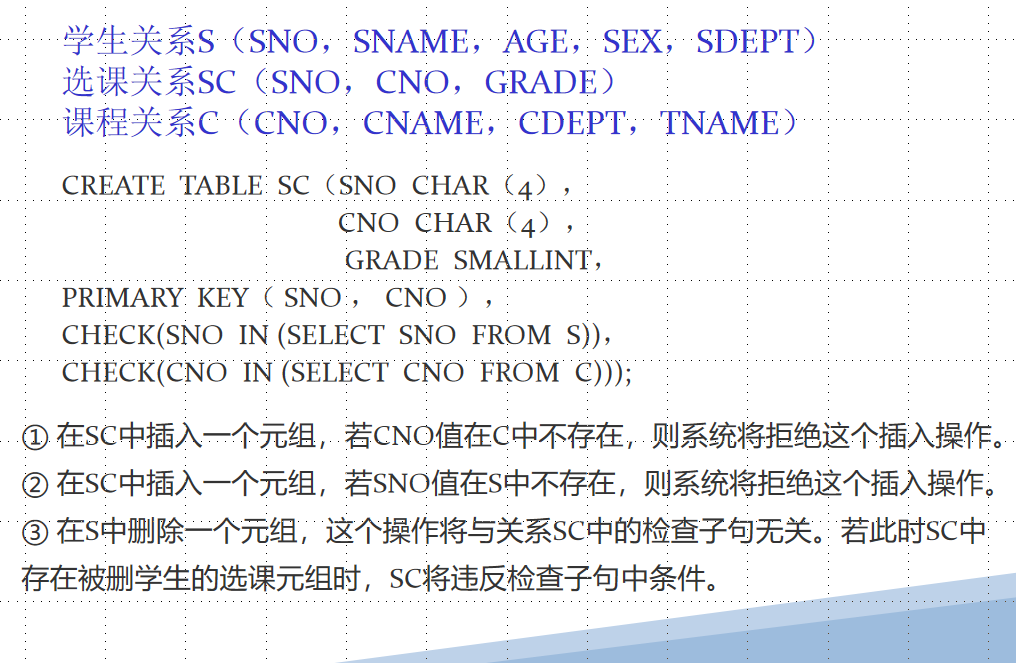 学生关系S（SNO，SNAME，AGE，SEX，SDEPT）
选课关系SC（SNO，CNO，GRADE）
课程关系C（CNO，CNAME，CDEPT，TNAME）
CREATE TABLE SC（SNO CHAR（4），
CNO CHAR（4），
GRADE SMALLINT，
PRIMARY KEY（ SNO ， CNO ），
CHECK(SNO IN (SELECT SNO FROM S))，
CHECK(CNO IN (SELECT CNO FROM C)));
① 在SC中插入一个元组，若CNO值在C中不存在，则系统将拒绝这个插入操作。
② 在SC中插入一个元组，若SNO值在S中不存在，则系统将拒绝这个插入操作。
③ 在S中删除一个元组，这个操作将与关系SC中的检查子句无关。若此时SC中
存在被删学生的选课元组时，SC将违反检查子句中条件。